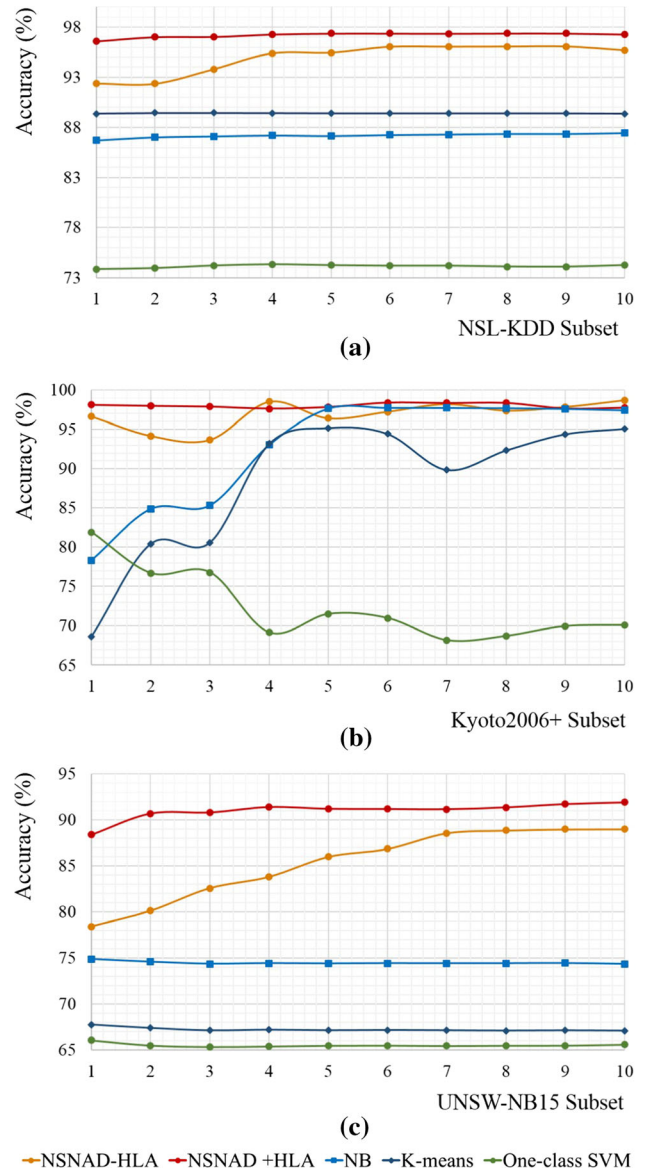 Accuracy (%)
98
93
88
83
78
73
1 2 3 4 5 6 7 8 9 10
NSL-KDD Subset
(a)
Accuracy (%)
100
95
90
85
80
75
70
65
1 2 3 4 5 6 7 8 9 10
Kyoto2006+ Subset
(b)
Accuracy (%)
95
90
85
80
75
70
65
1 2 3 4 5 6 7 8 9 10
UNSW-NB15 Subset
(c)
NSNAD-HLA NSNAD +HLA NB K-means One-class SVM